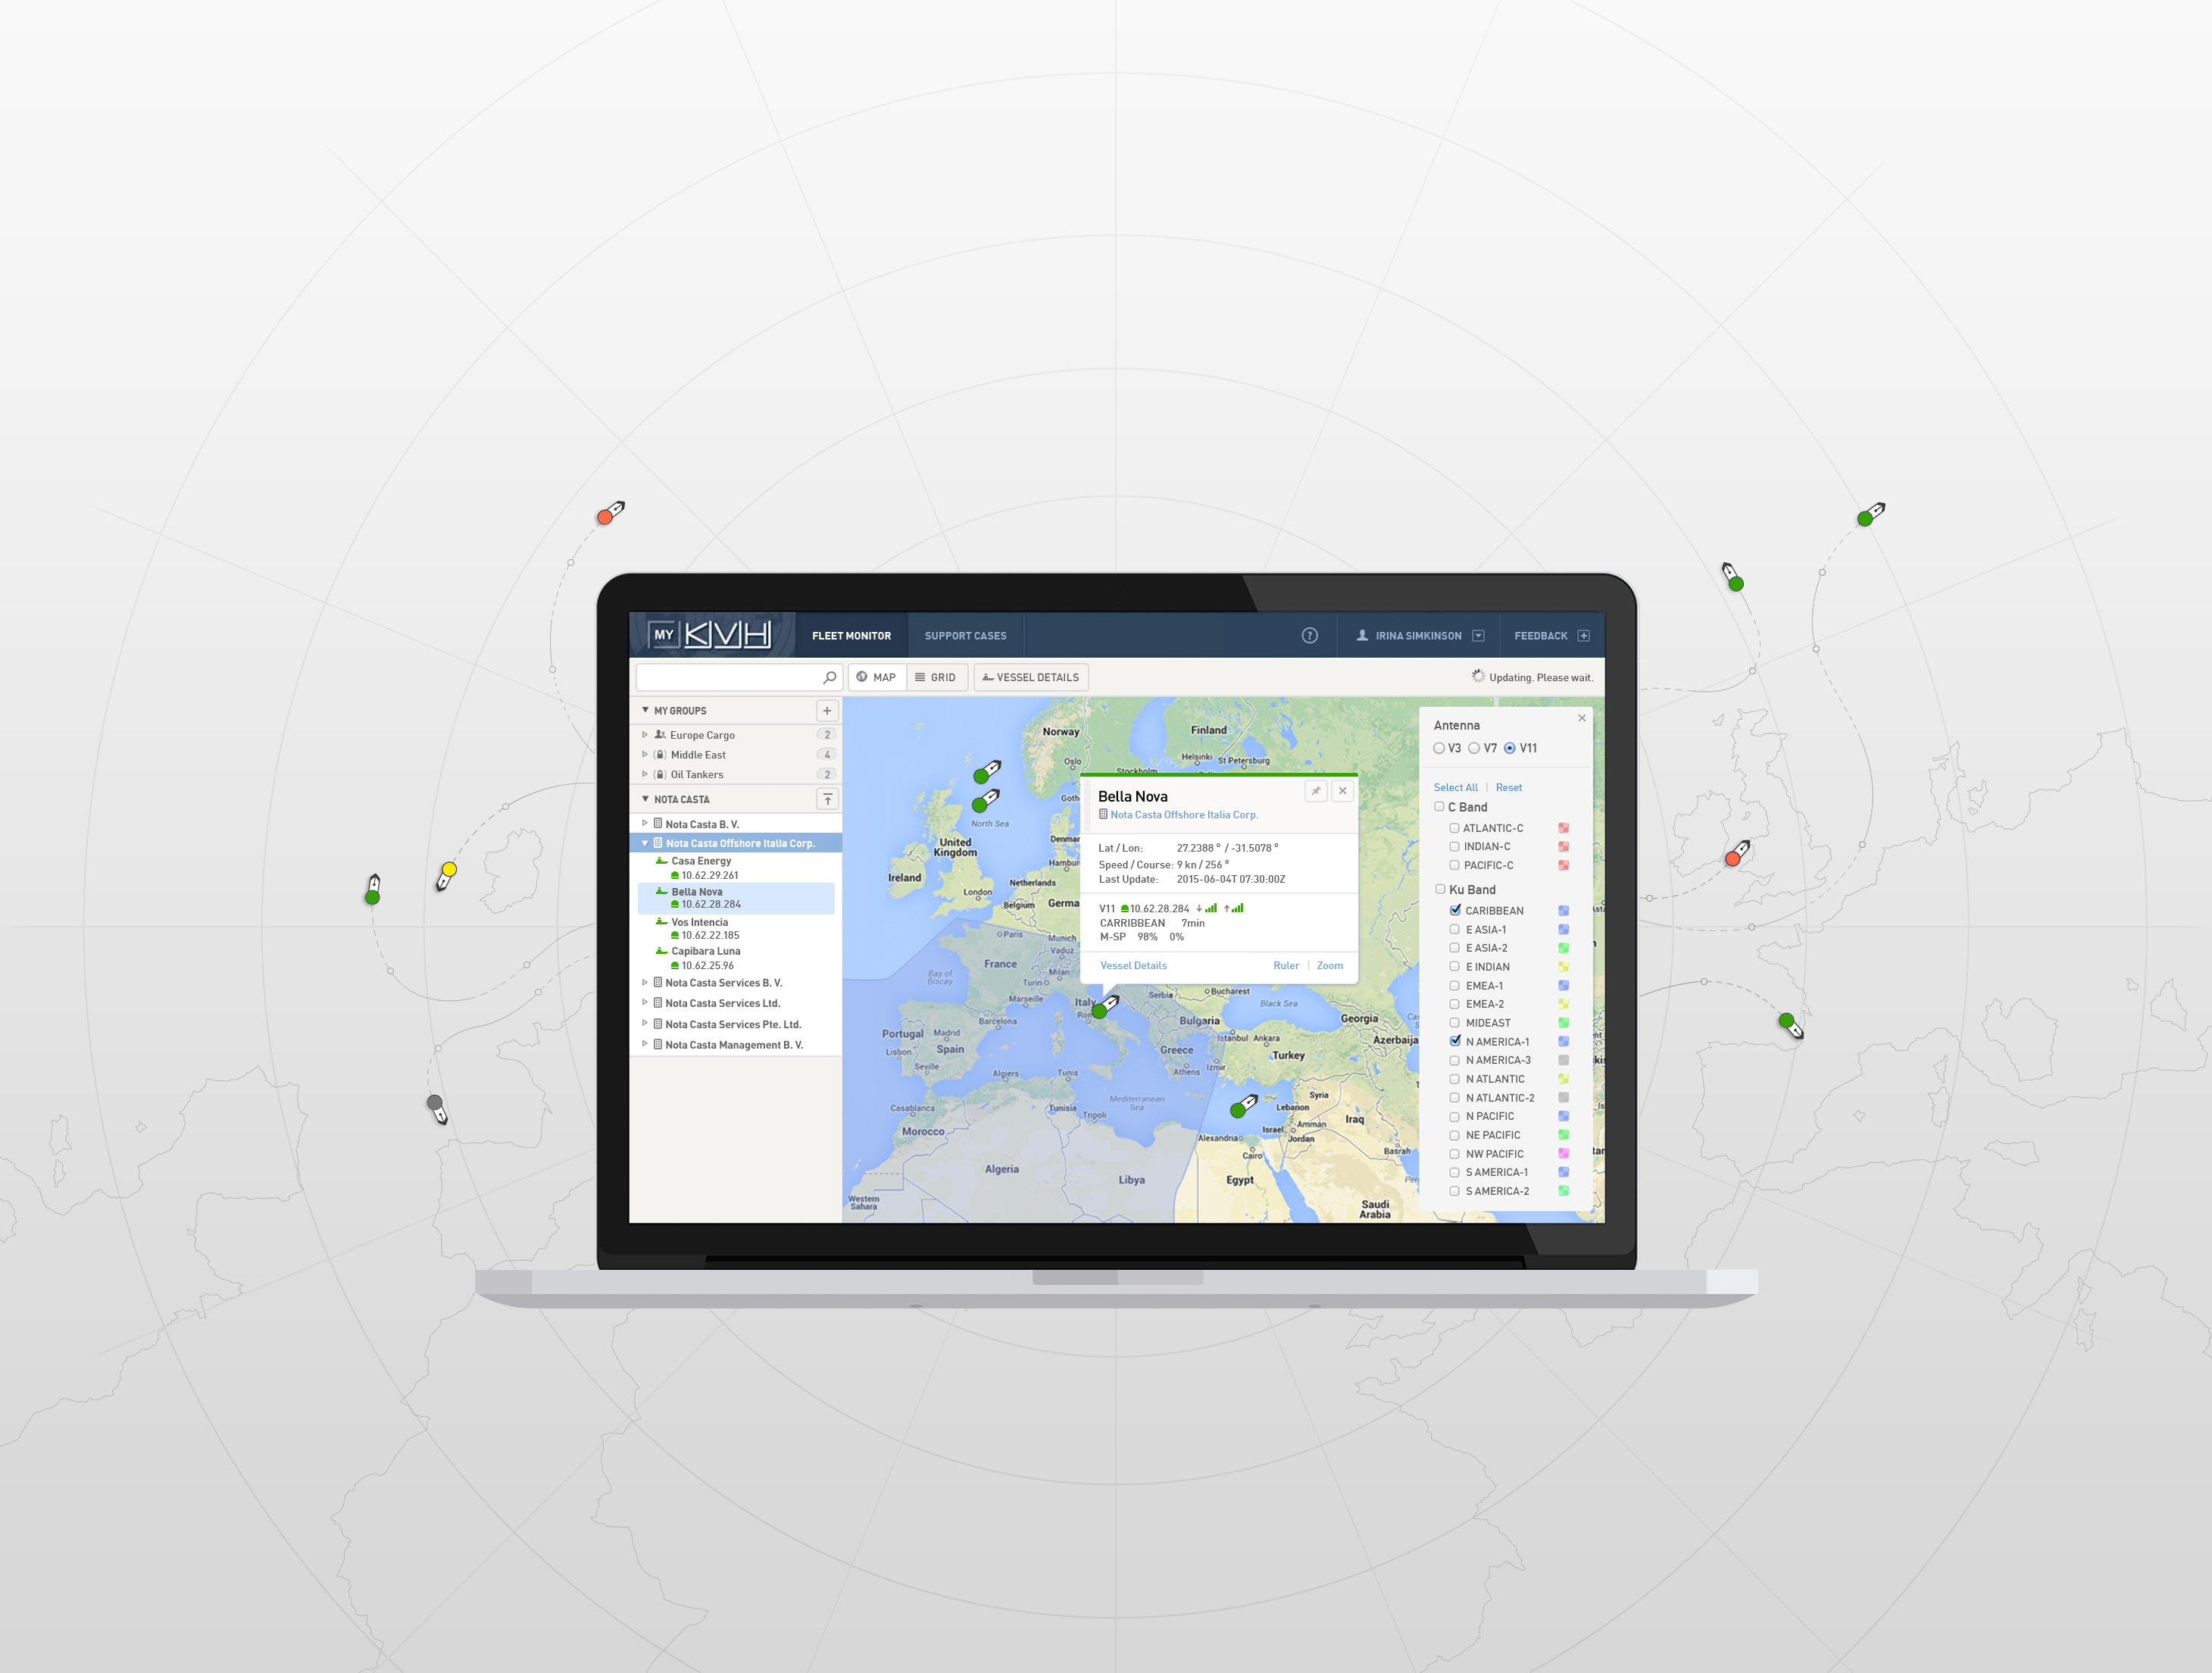 MY KVH
FLEET MONITOR
SUPPORT CASES
?
IRINA SIMKINSON
FEEDBACK
MAP
GRID
VESSEL DETAILS
Updating. Please wait.
MY GROUPS
Europe Cargo 2
Middle East 4
Oil Tankers 2
NOTA CASTA
Nota Casta B. V.
Nota Casta Offshore Italia Corp.
Casa Energy
10.62.29.261
Bella Nova
10.62.28.284
Vos Intencia
10.62.22.185
Capibara Luna
10.62.25.96
Nota Casta Services B. V.
Nota Casta Services Ltd.
Nota Casta Services Pte. Ltd.
Nota Casta Management B. V.
Norway
Finland
Oslo
Helsinki
St Petersburg
Stockholm
Goth
North Sea
Denmar
United
Kingdom
Hambur
Ireland
Netherlands
London
Belgium
Germa
Paris
Munich
Vaduz
France
Milan
Bay of
Biscay
Turin
Marseille
Italy
Serbia
Bucharest
Black Sea
Ro
Barcelona
Bulgaria
Georgia
Portugal
Madrid
Spain
Istanbul
Ankara
Azerbaija
Lisbon
Greece
Turkey
Seville
Athens
Izmir
Algiers
Tunis
Mediterranean
Sea
Syria
Casablanca
Tunisia
Tripoli
Lebanon
Iraq
Morocco
Israel
Amman
Alexandria
Jordan
Cairo
Basrah
Algeria
Libya
Egypt
Per
Western
Sahara
Saudi
Arabia
Bella Nova
Nota Casta Offshore Italia Corp.
Lat / Lon: 27.2388 ° / -31.5078 °
Speed / Course: 9 kn / 256 °
Last Update: 2015-06-04T 07:30:00Z
V11 10.62.28.284
CARRIBBEAN 7min
M-SP 98% 0%
Vessel Details
Ruler | Zoom
Antenna
V3 V7 V11
Select All | Reset
C Band
ATLANTIC-C
INDIAN-C
PACIFIC-C
Ku Band
CARIBBEAN
E ASIA-1
E ASIA-2
E INDIAN
EMEA-1
EMEA-2
MIDEAST
N AMERICA-1
N AMERICA-3
N ATLANTIC
N ATLANTIC-2
N PACIFIC
NE PACIFIC
NW PACIFIC
S AMERICA-1
S AMERICA-2